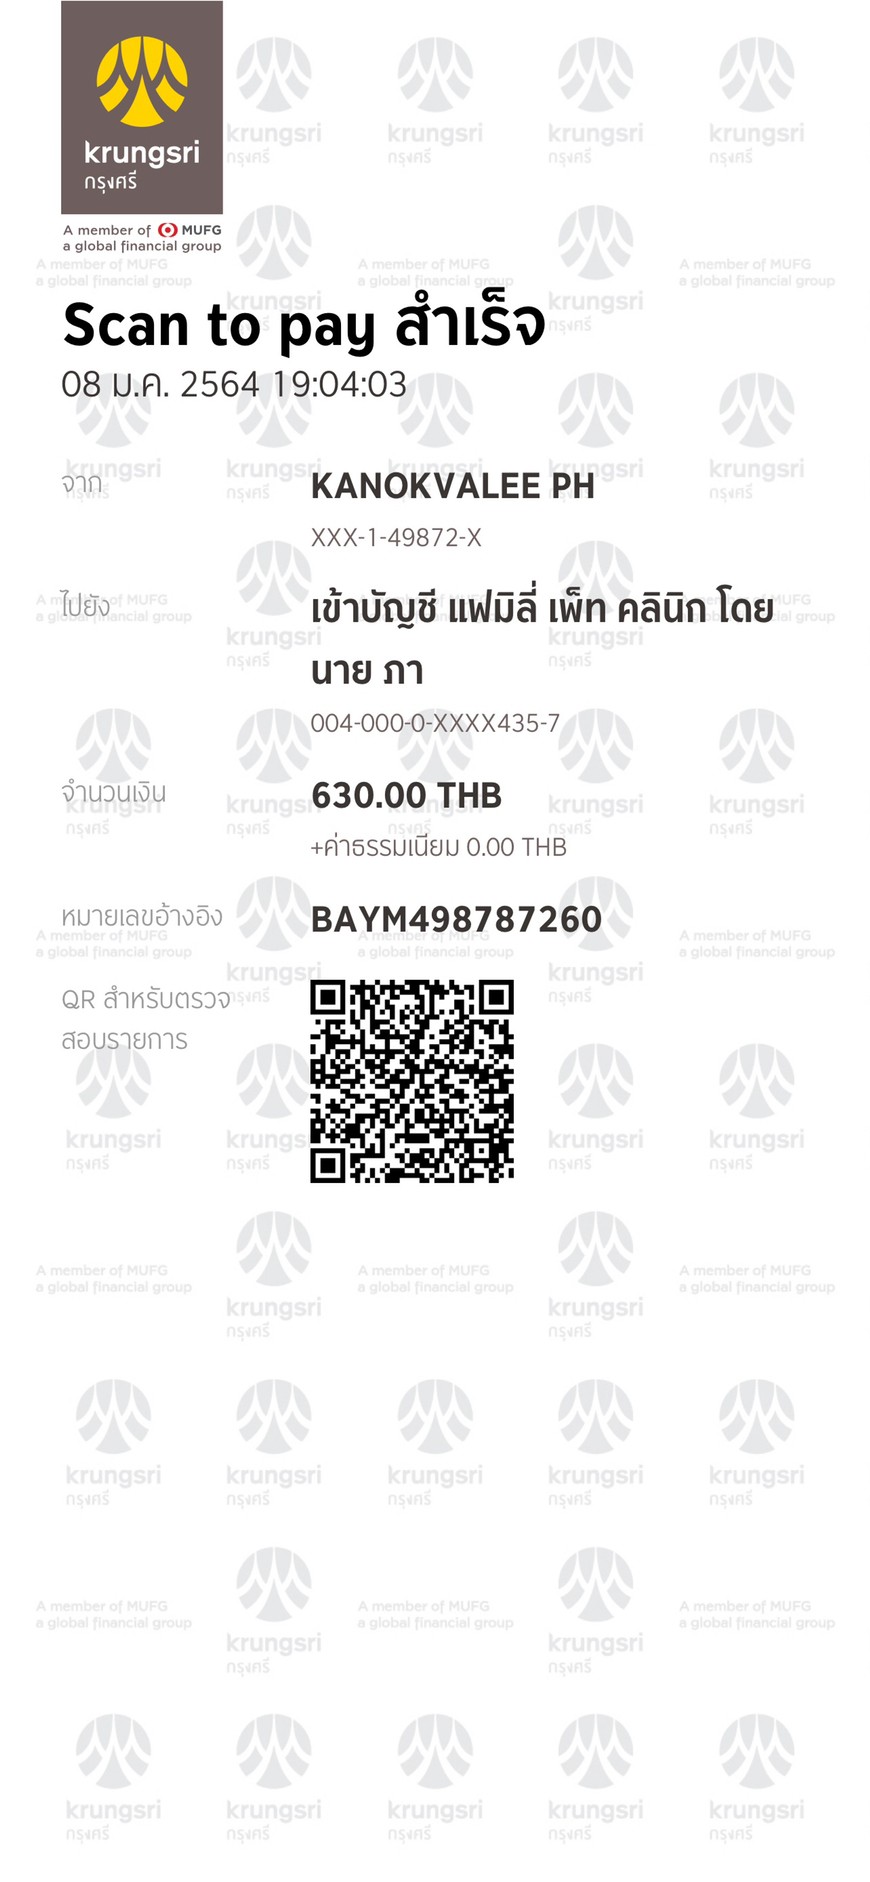 krungsri
กรุงศรี
A member of MUFG
a global financial group
Scan to pay สำเร็จ
08 ม.ค. 2564 19:04:03
จาก
KANOKVALEE PH
XXX-1-49872-X
ไปยัง
เข้าบัญชี แฟมิลี่ เพ็ท คลินิก โดย
นาย ภา
004-000-0-XXXX435-7
จำนวนเงิน
630.00 THB
+ค่าธรรมเนียม 0.00 THB
หมายเลขอ้างอิง
BAYM498787260
QR สำหรับตรวจ
สอบรายการ